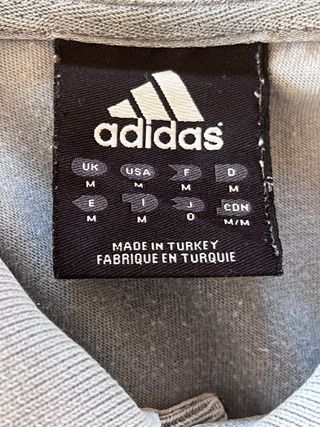 adidas
UK USA F D
M M M M
E I J CDN
M M O M/M
MADE IN TURKEY
FABRIQUE EN TURQUIE